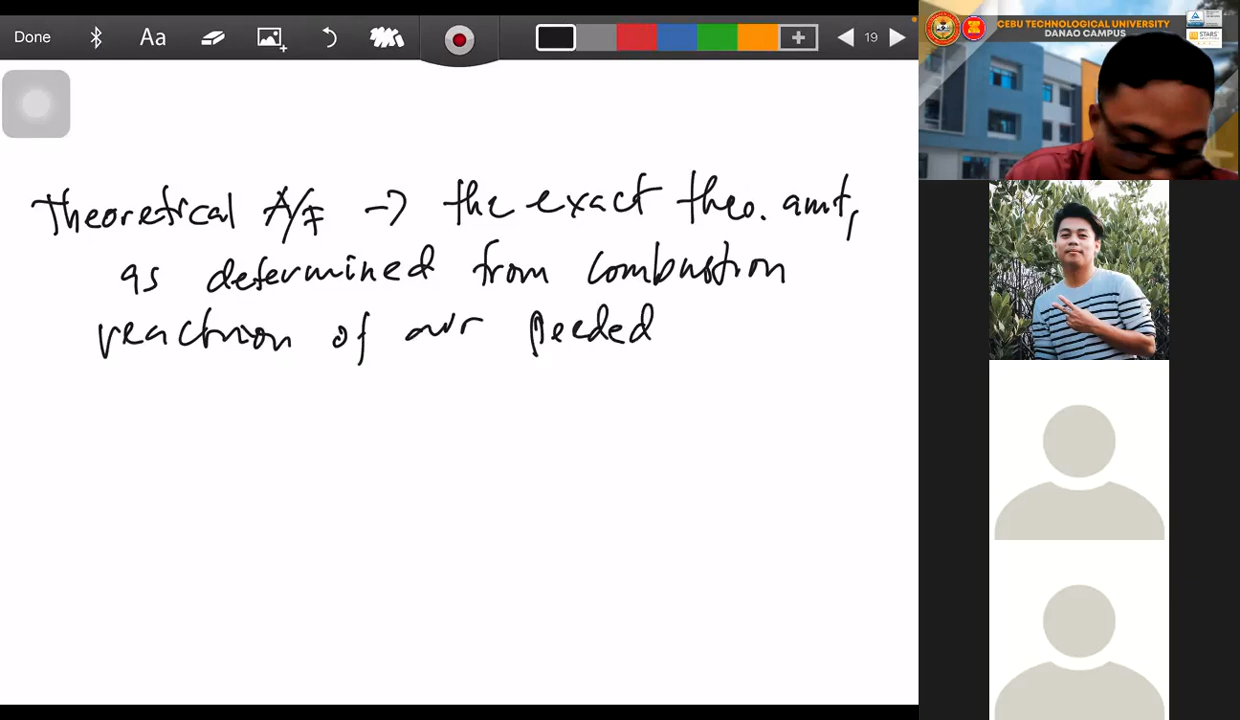 Done
Aa
19
CEBU TECHNOLOGICAL UNIVERSITY
DANAO CAMPUS
STARS
Theoretical A/F → the exact theo. amt,
as determined from combustion
reaction of air needed